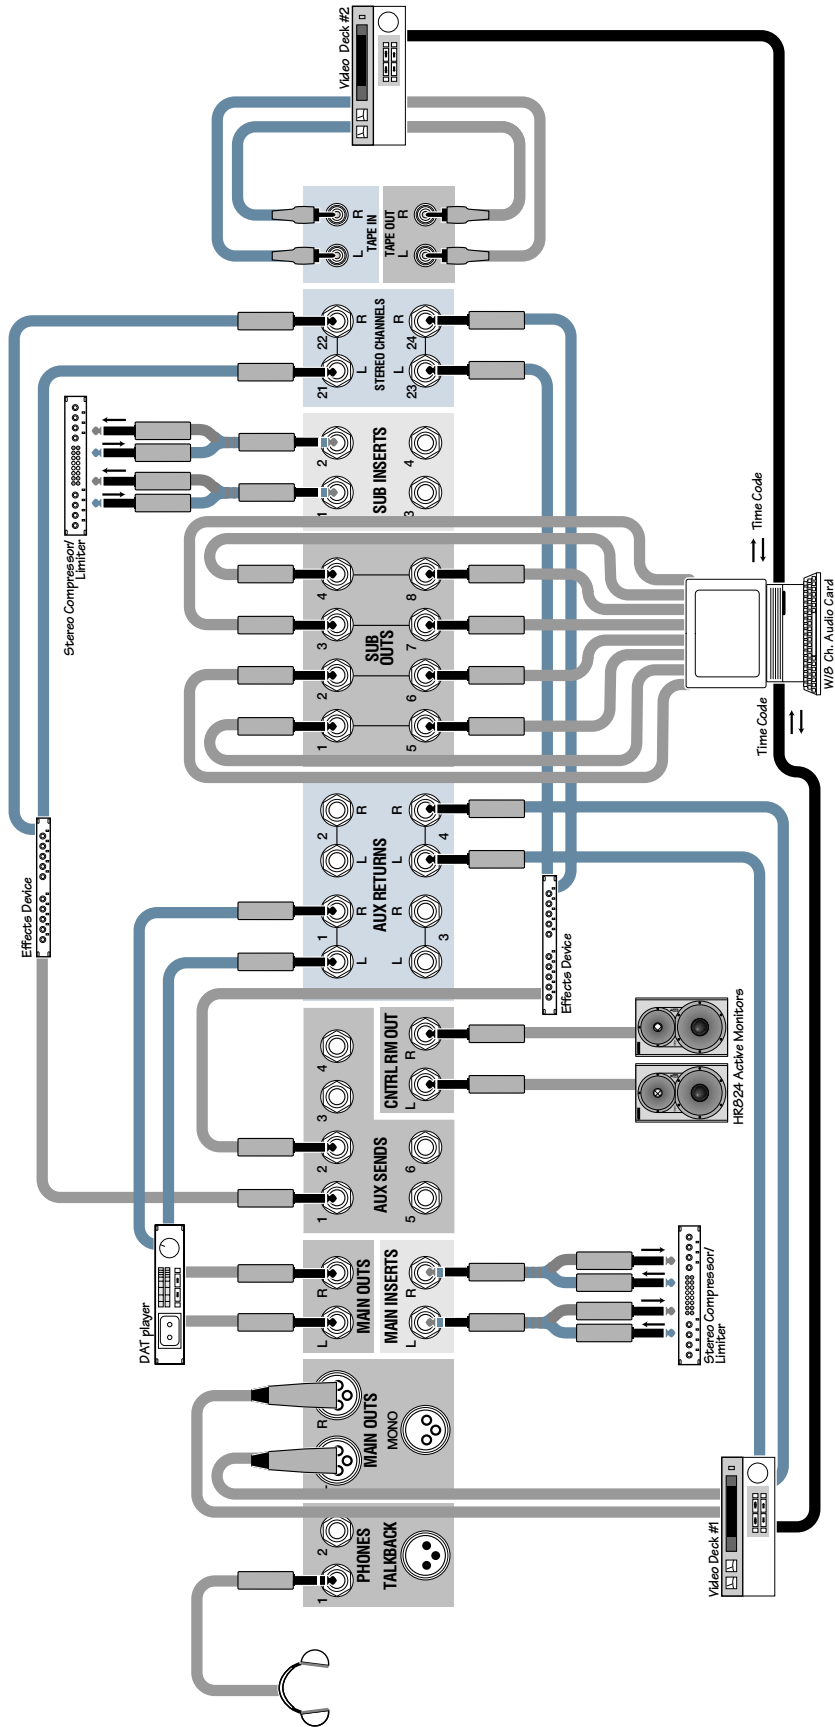 Effects Device
Stereo Compressor/
Limiter
DAT player
1 2
PHONES
TALKBACK
R
MAIN OUTS
MONO
L R
MAIN OUTS
MAIN INSERTS
L R
1 2 3 4
AUX SENDS
5 6
CNTRL RM OUT
L R
1 2
L R L R
AUX RETURNS
L R L R
3 4
1 2 3 4
SUB
OUTS
5 6 7 8
1 2
SUB INSERTS
3 4
21 22
L R
STEREO CHANNELS
L R
23 24
L R
TAPE IN
TAPE OUT
L R
Video Deck #2
Effects Device
Stereo Compressor/
Limiter
HR824 Active Monitors
Video Deck #1
Time Code
Time Code
W/8 Ch. Audio Card